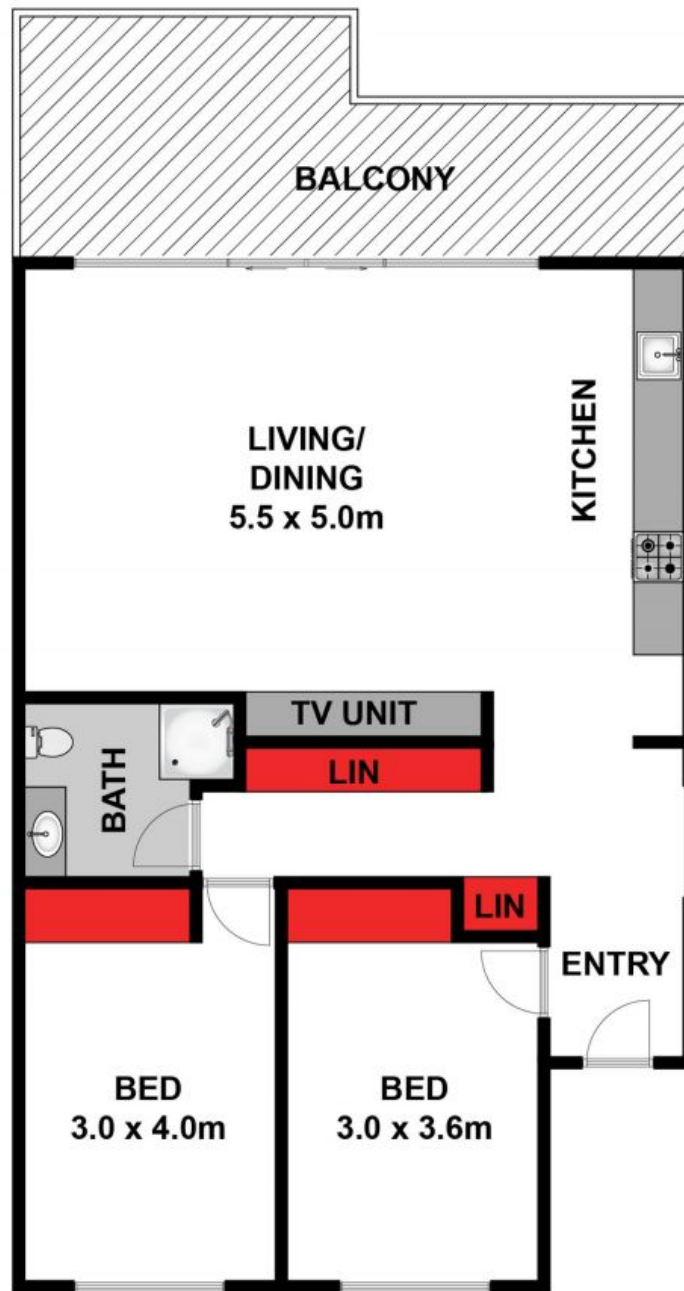 BALCONY
LIVING/
DINING
5.5 x 5.0m
KITCHEN
TV UNIT
LIN
BATH
LIN
ENTRY
BED
3.0 x 4.0m
BED
3.0 x 3.6m